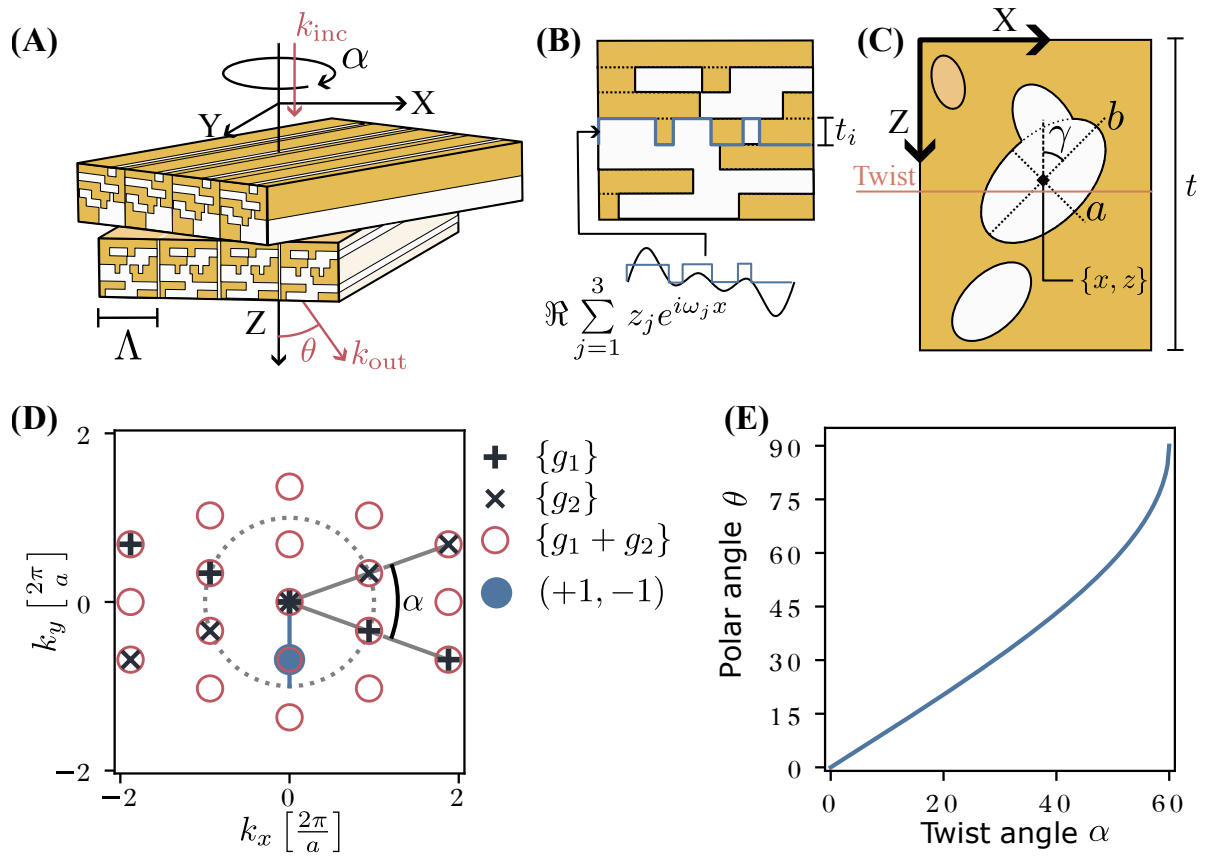 (A)
k_inc
α
X
Y
Λ
Z
θ
k_out
(B)
t_i
ℜ ∑_{j=1}^{3} z_j e^{iω_j x}
(C)
X
Z
γ
b
Twist
a
t
{x, z}
(D)
2
0
−2
k_y [2π/a]
−2
0
2
k_x [2π/a]
α
{g_1}
{g_2}
{g_1 + g_2}
(+1, −1)
(E)
90
75
60
45
30
15
0
Polar angle θ
0
20
40
60
Twist angle α